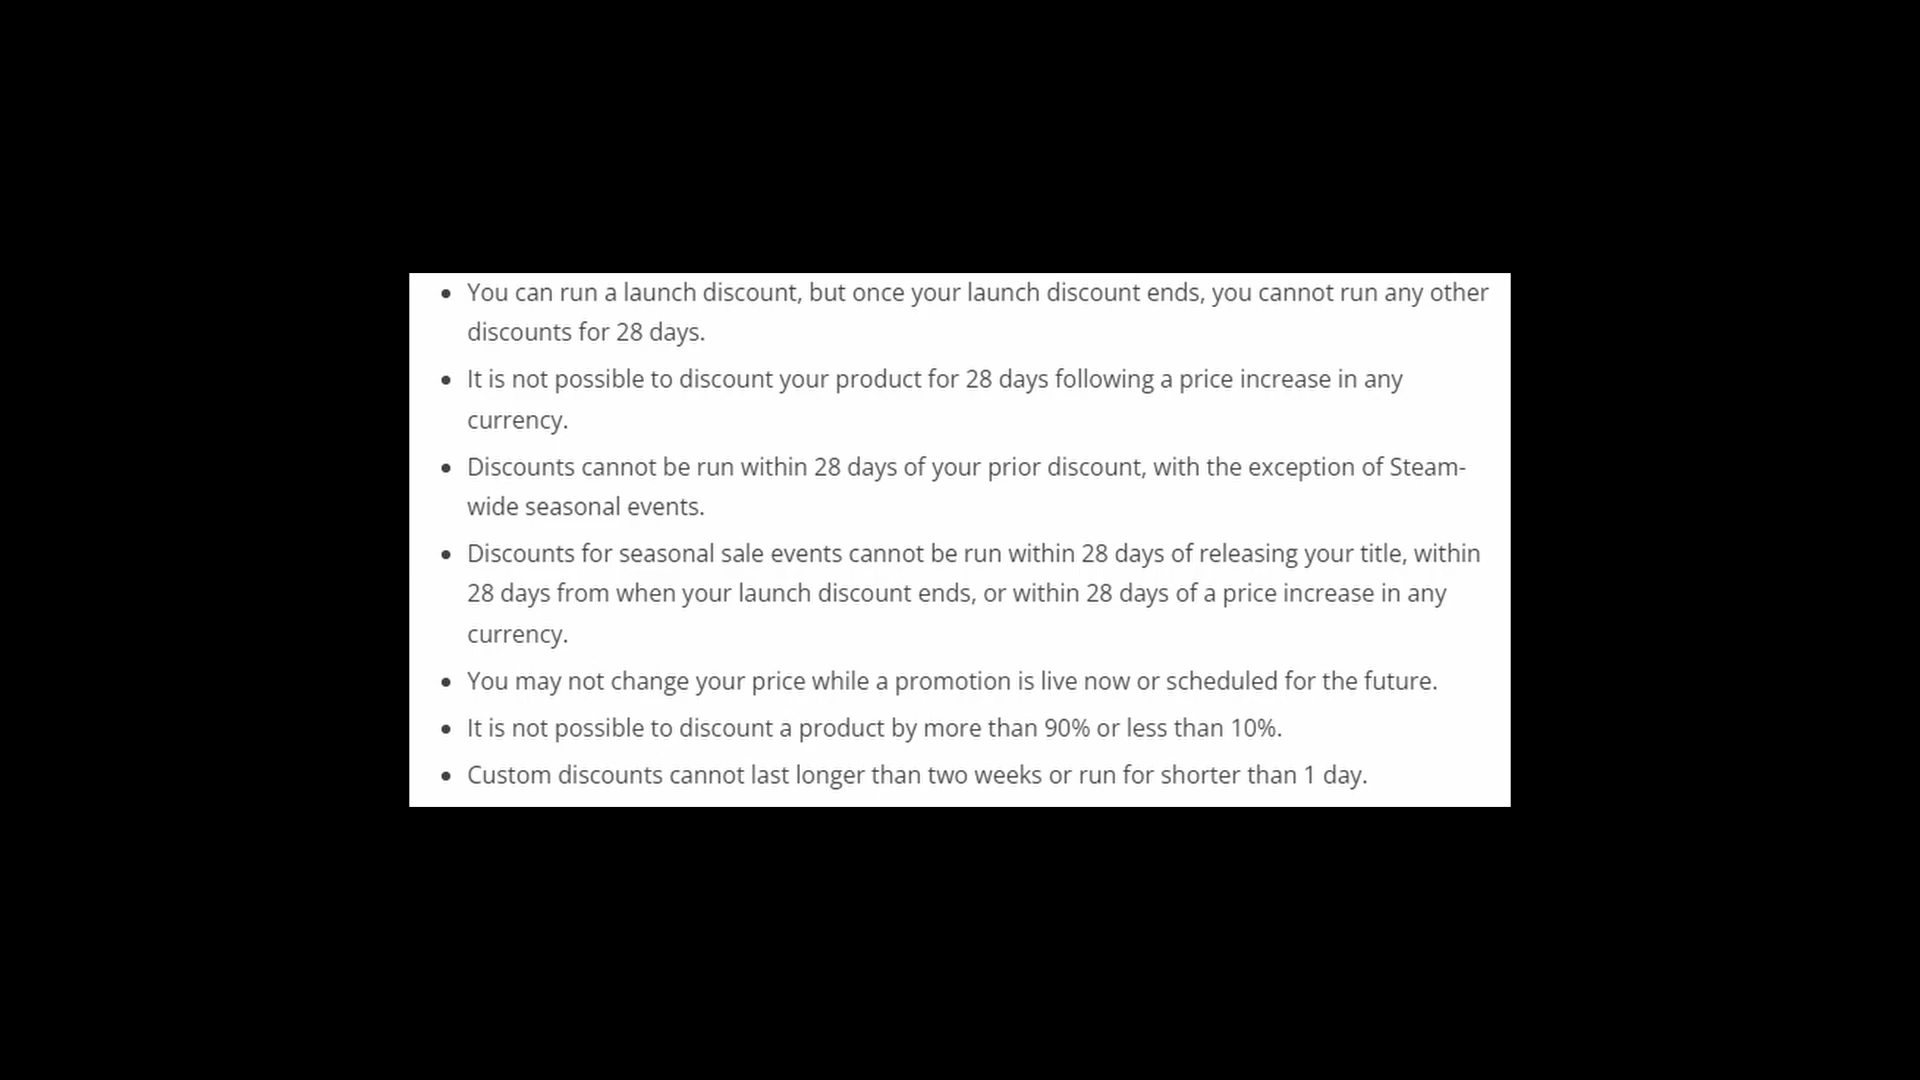 • You can run a launch discount, but once your launch discount ends, you cannot run any other
discounts for 28 days.
• It is not possible to discount your product for 28 days following a price increase in any
currency.
• Discounts cannot be run within 28 days of your prior discount, with the exception of Steam-
wide seasonal events.
• Discounts for seasonal sale events cannot be run within 28 days of releasing your title, within
28 days from when your launch discount ends, or within 28 days of a price increase in any
currency.
• You may not change your price while a promotion is live now or scheduled for the future.
• It is not possible to discount a product by more than 90% or less than 10%.
• Custom discounts cannot last longer than two weeks or run for shorter than 1 day.